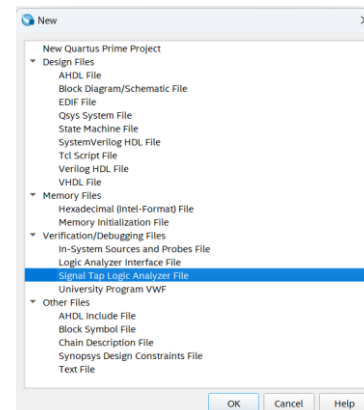 New
New Quartus Prime Project
Design Files
AHDL File
Block Diagram/Schematic File
EDIF File
Qsys System File
State Machine File
SystemVerilog HDL File
Tcl Script File
Verilog HDL File
VHDL File
Memory Files
Hexadecimal (Intel-Format) File
Memory Initialization File
Verification/Debugging Files
In-System Sources and Probes File
Logic Analyzer Interface File
Signal Tap Logic Analyzer File
University Program VWF
Other Files
AHDL Include File
Block Symbol File
Chain Description File
Synopsys Design Constraints File
Text File
OK Cancel Help